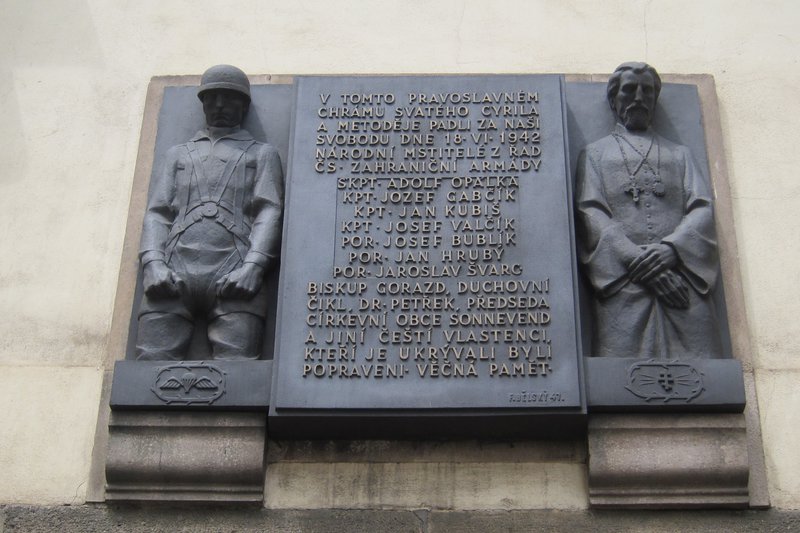 V TOMTO PRAVOSLAVNÉM
CHRÁMU SVATÉHO CYRILA
A METODĚJE PADLI ZA NAŠI
SVOBODU DNE 18·VI·1942
NÁRODNÍ MSTITELÉ Z ŘAD
ČS· ZAHRANIČNÍ ARMÁDY
ŠKPT· ADOLF OPÁLKA
KPT· JOZEF GABČÍK
KPT· JAN KUBIŠ
KPT· JOSEF VALČÍK
POR· JOSEF BUBLÍK
POR· JAN HRUBÝ
POR· JAROSLAV ŠVARC
BISKUP GORAZD, DUCHOVNÍ
ČIKL, DR· PETŘEK, PŘEDSEDA
CÍRKEVNÍ OBCE SONNEVEND
A JINÍ ČEŠTÍ VLASTENCI,
KTEŘÍ JE UKRÝVALI BYLI
POPRAVENI· VĚČNÁ PAMĚŤ·
F.BĚLSKÝ 47.